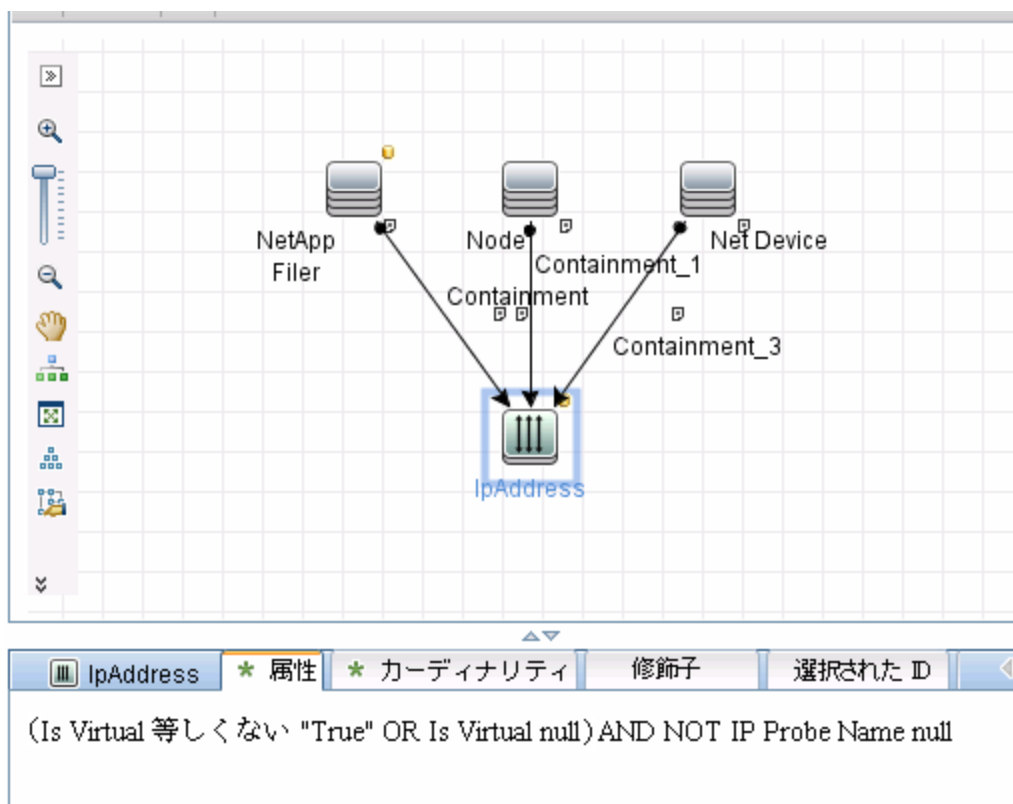 NetApp
Filer
Node
Net Device
Containment_1
Containment
Containment_3
IpAddress
IpAddress
* 属性
* カーディナリティ
修飾子
選択された ID
(Is Virtual 等しくない "True" OR Is Virtual null) AND NOT IP Probe Name null